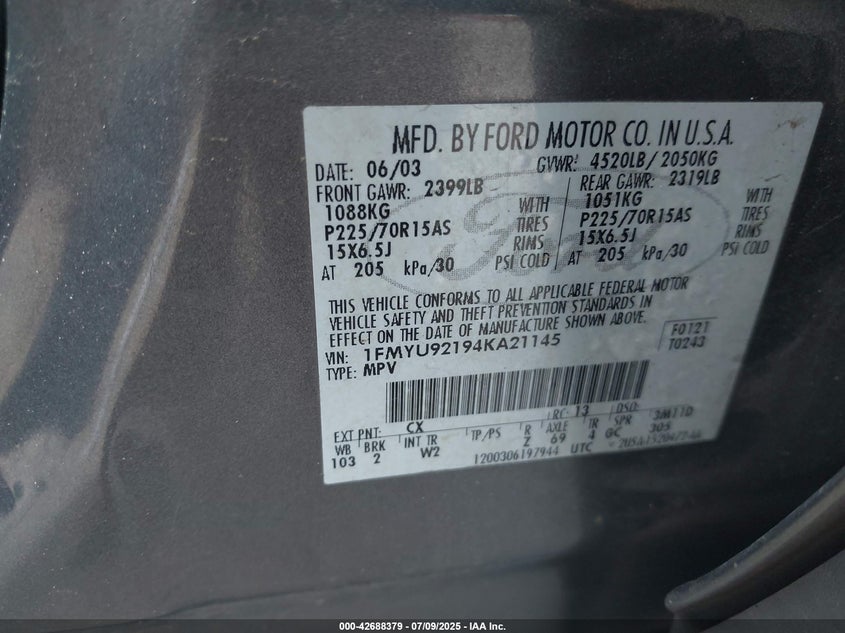 MFD. BY FORD MOTOR CO. IN U.S.A.
DATE: 06/03 GVWR: 4520LB/ 2050KG
FRONT GAWR: 2399LB REAR GAWR: 2319LB
1088KG WITH 1051KG WITH
P225/70R15AS TIRES P225/70R15AS TIRES
15X6.5J RIMS 15X6.5J RIMS
AT 205 kPa/30 PSI COLD AT 205 kPa/30 PSI COLD
Ford
THIS VEHICLE CONFORMS TO ALL APPLICABLE FEDERAL MOTOR
VEHICLE SAFETY AND THEFT PREVENTION STANDARDS IN
EFFECT ON THE DATE OF MANUFACTURE SHOWN ABOVE.
VIN: 1FMYU92194KA21145 F0121
TYPE: MPV T0243
EXT PNT: CX RC: 13 DSO:
WB BRK INT TR TP/PS R AXLE TR SPR 3M11D
103 2 W2 Z 69 4 GC 305
1200306197944 UTC
000-42688379 / 07/09/2025 - IAA Inc.